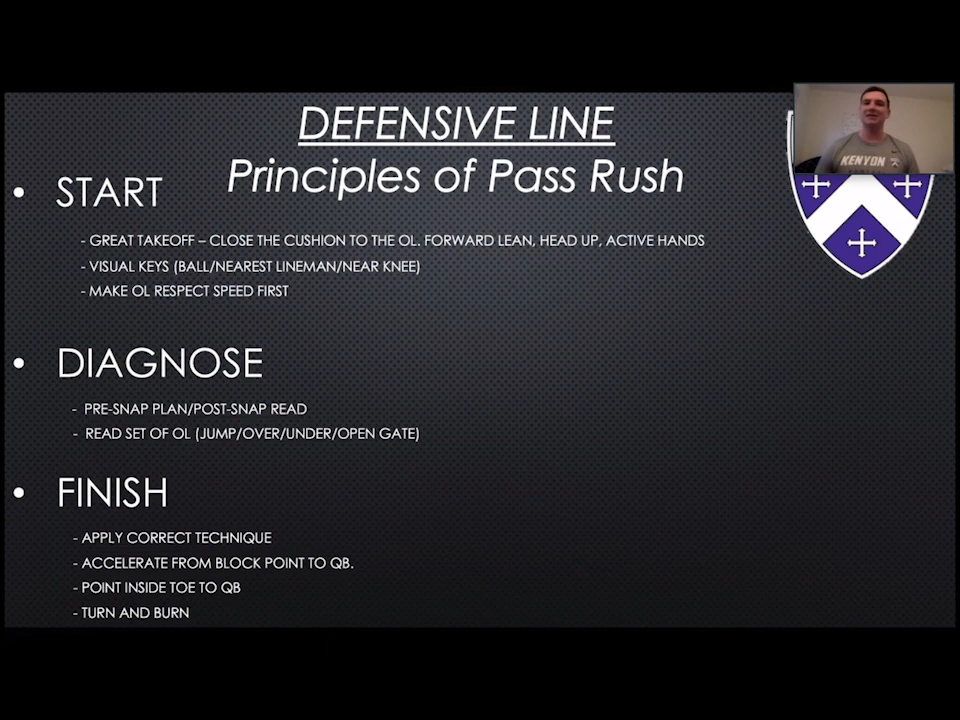 DEFENSIVE LINE
Principles of Pass Rush
• START
- GREAT TAKEOFF – CLOSE THE CUSHION TO THE OL. FORWARD LEAN, HEAD UP, ACTIVE HANDS
- VISUAL KEYS (BALL/NEAREST LINEMAN/NEAR KNEE)
- MAKE OL RESPECT SPEED FIRST
• DIAGNOSE
- PRE-SNAP PLAN/POST-SNAP READ
- READ SET OF OL (JUMP/OVER/UNDER/OPEN GATE)
• FINISH
- APPLY CORRECT TECHNIQUE
- ACCELERATE FROM BLOCK POINT TO QB.
- POINT INSIDE TOE TO QB
- TURN AND BURN
KENYON